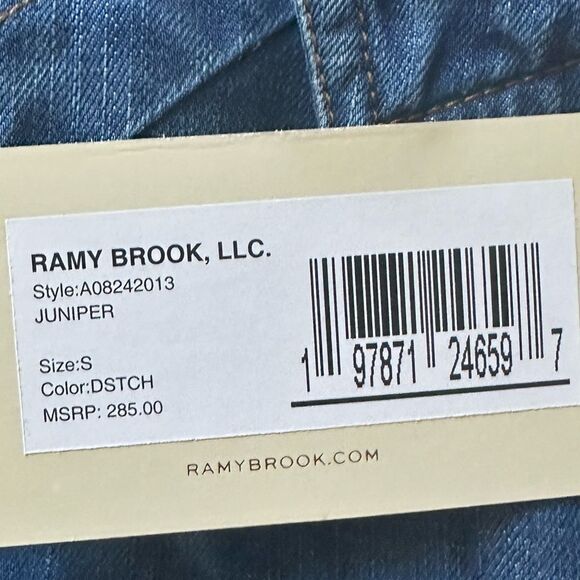 RAMY BROOK, LLC.
Style:A08242013
JUNIPER
Size:S
Color:DSTCH
MSRP: 285.00
1 97871 24659 7
RAMYBROOK.COM